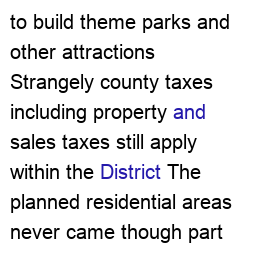 to build theme parks and
other attractions
Strangely county taxes
including property and
sales taxes still apply
within the District The
planned residential areas
never came though part